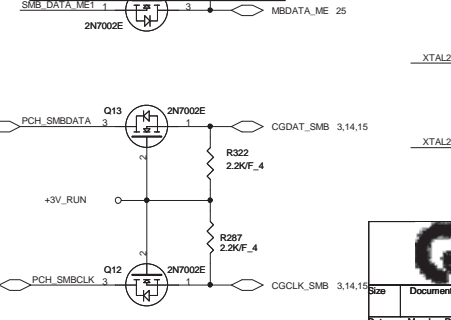 SMB_DATA_ME1 1 3 MBDATA_ME 25
2N7002E
XTAL2
Q13 2N7002E
PCH_SMBDATA 3 1 CGDAT_SMB 3,14,15
XTAL2
2
R322
2.2K/F_4
+3V_RUN
R287
2.2K/F_4
2
Q12 2N7002E
PCH_SMBCLK 3 1 CGCLK_SMB 3,14,15
Size Document